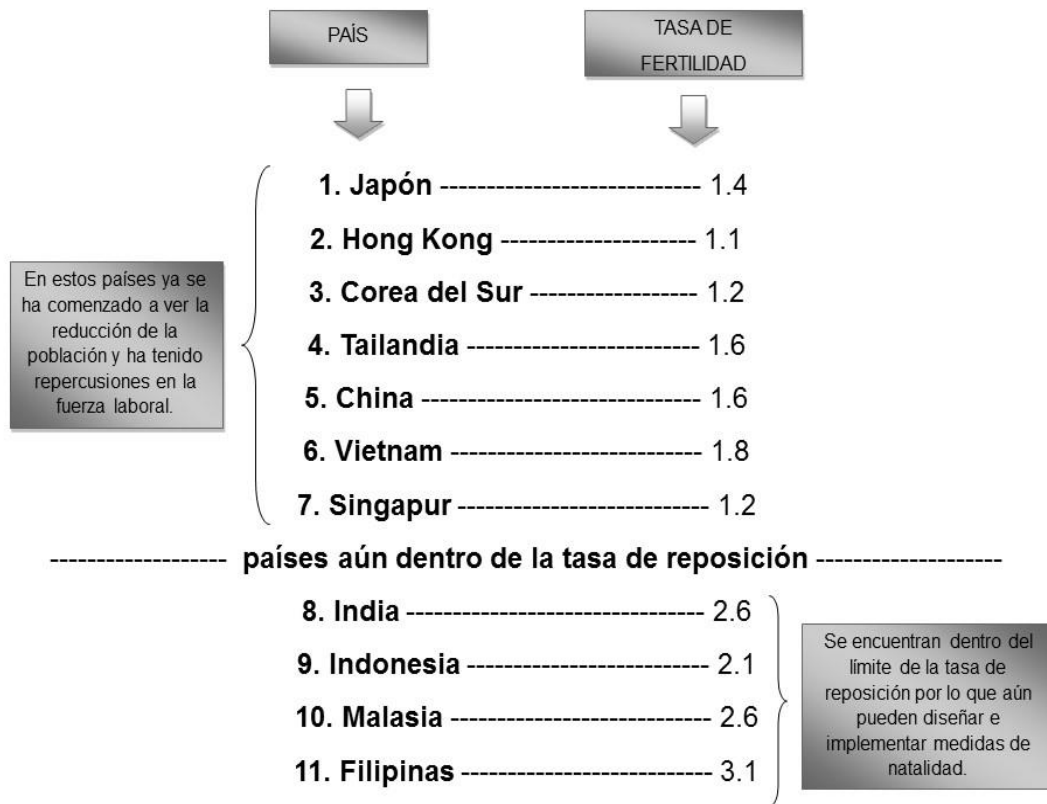 PAÍS
TASA DE
FERTILIDAD
1. Japón ---------------------------- 1.4
2. Hong Kong --------------------- 1.1
3. Corea del Sur ------------------ 1.2
4. Tailandia -------------------------- 1.6
5. China ------------------------------ 1.6
6. Vietnam --------------------------- 1.8
7. Singapur --------------------------- 1.2
En estos países ya se
ha comenzado a ver la
reducción de la
población y ha tenido
repercusiones en la
fuerza laboral.
------------------- países aún dentro de la tasa de reposición --------------------
8. India -------------------------------- 2.6
9. Indonesia -------------------------- 2.1
10. Malasia --------------------------- 2.6
11. Filipinas ---------------------------- 3.1
Se encuentran dentro del
límite de la tasa de
reposición por lo que aún
pueden diseñar e
implementar medidas de
natalidad.